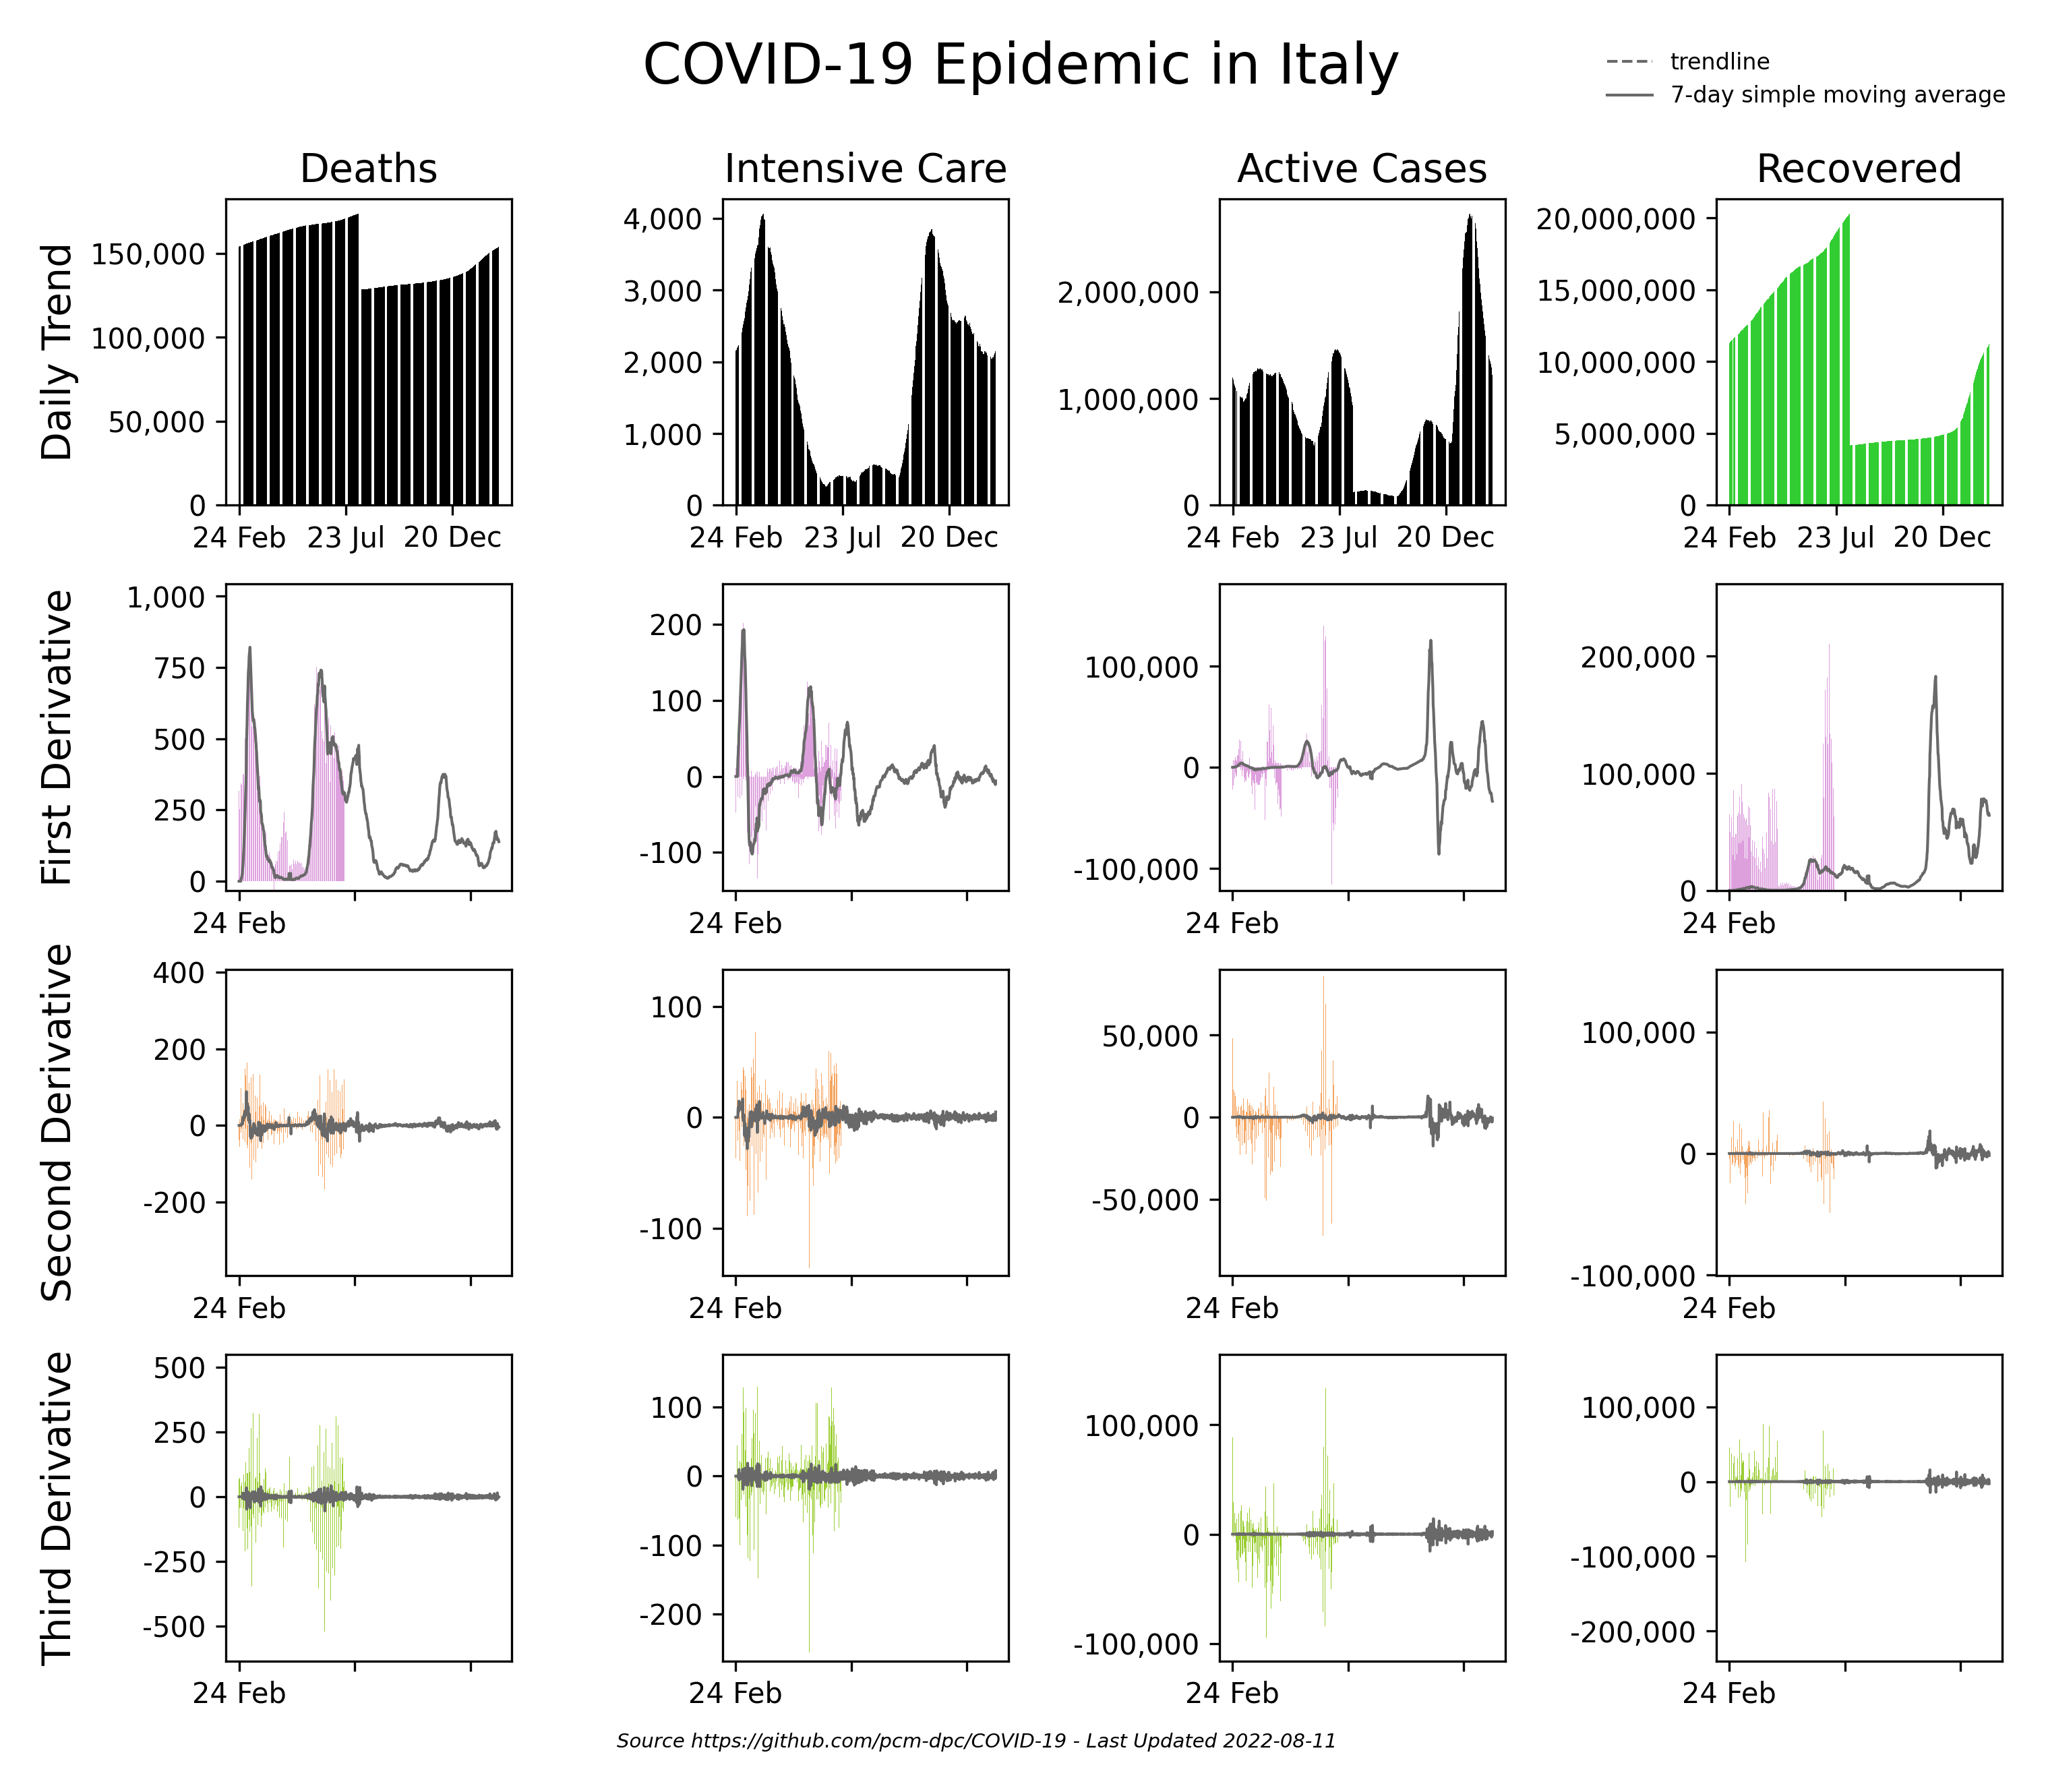 COVID-19 Epidemic in Italy
trendline
7-day simple moving average
Deaths
Intensive Care
Active Cases
Recovered
Daily Trend
150,000
100,000
50,000
0
24 Feb
23 Jul
20 Dec
4,000
3,000
2,000
1,000
0
24 Feb
23 Jul
20 Dec
2,000,000
1,000,000
0
24 Feb
23 Jul
20 Dec
20,000,000
15,000,000
10,000,000
5,000,000
0
24 Feb
23 Jul
20 Dec
First Derivative
1,000
750
500
250
0
24 Feb
200
100
0
-100
24 Feb
100,000
0
-100,000
24 Feb
200,000
100,000
0
24 Feb
Second Derivative
400
200
0
-200
24 Feb
100
0
-100
24 Feb
50,000
0
-50,000
24 Feb
100,000
0
-100,000
24 Feb
Third Derivative
500
250
0
-250
-500
24 Feb
100
0
-100
-200
24 Feb
100,000
0
-100,000
24 Feb
100,000
0
-100,000
-200,000
24 Feb
Source https://github.com/pcm-dpc/COVID-19 - Last Updated 2022-08-11